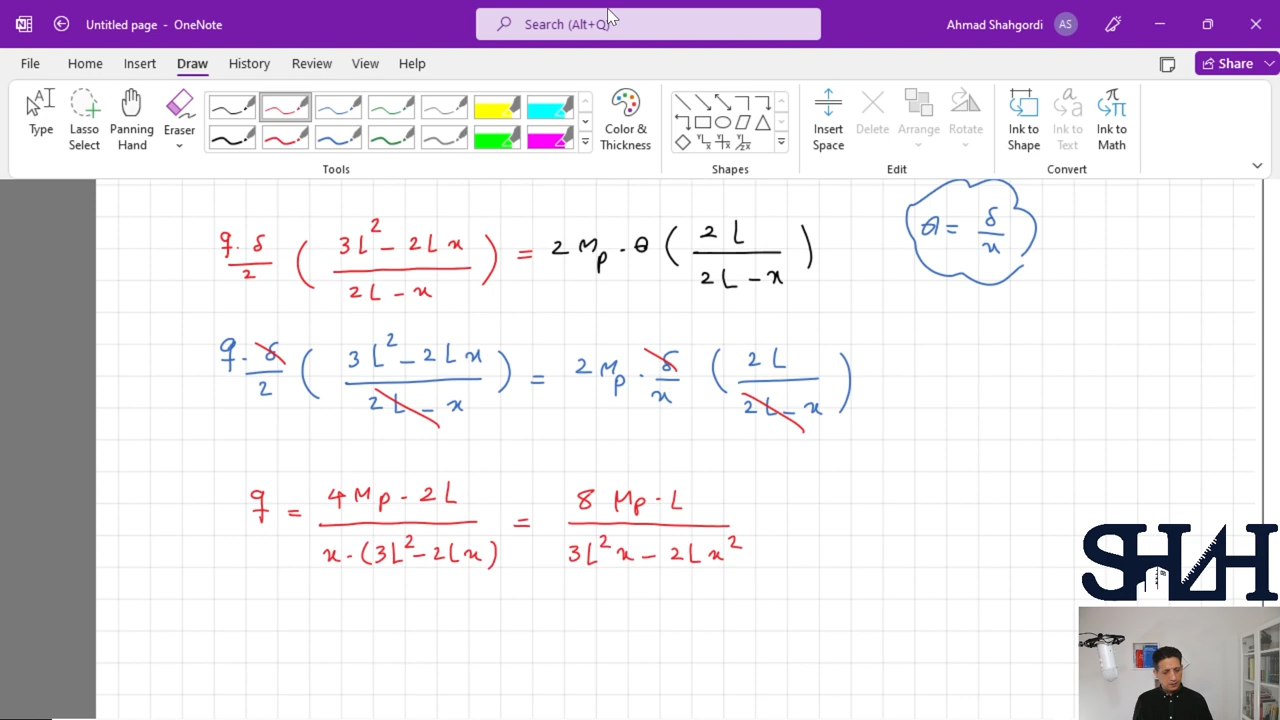 Untitled page - OneNote
Search (Alt+Q)
Ahmad Shahgordi AS
File Home Insert Draw History Review View Help Share
Type Lasso Select Panning Hand Eraser Color & Thickness Insert Space Delete Arrange Rotate Ink to Shape Ink to Text Ink to Math
Tools Shapes Edit Convert
θ = δ/x
q·δ/2 ( (3L² − 2Lx)/(2L − x) ) = 2Mp·θ ( 2L/(2L − x) )
q·δ/2 ( (3L² − 2Lx)/(2L − x) ) = 2Mp·δ/x ( 2L/(2L − x) )
q = (4Mp·2L)/(x·(3L² − 2Lx)) = (8Mp·L)/(3L²x − 2Lx²)
SHAH